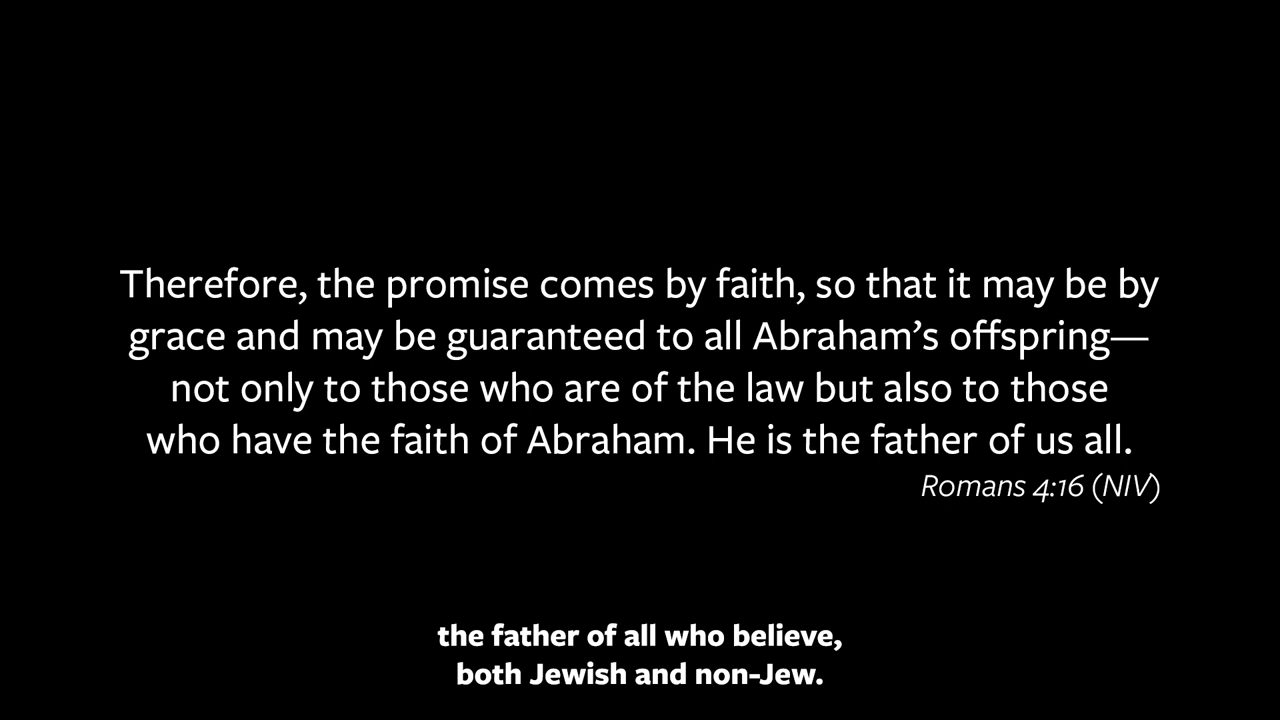 Therefore, the promise comes by faith, so that it may be by
grace and may be guaranteed to all Abraham’s offspring—
not only to those who are of the law but also to those
who have the faith of Abraham. He is the father of us all.
Romans 4:16 (NIV)
the father of all who believe,
both Jewish and non-Jew.